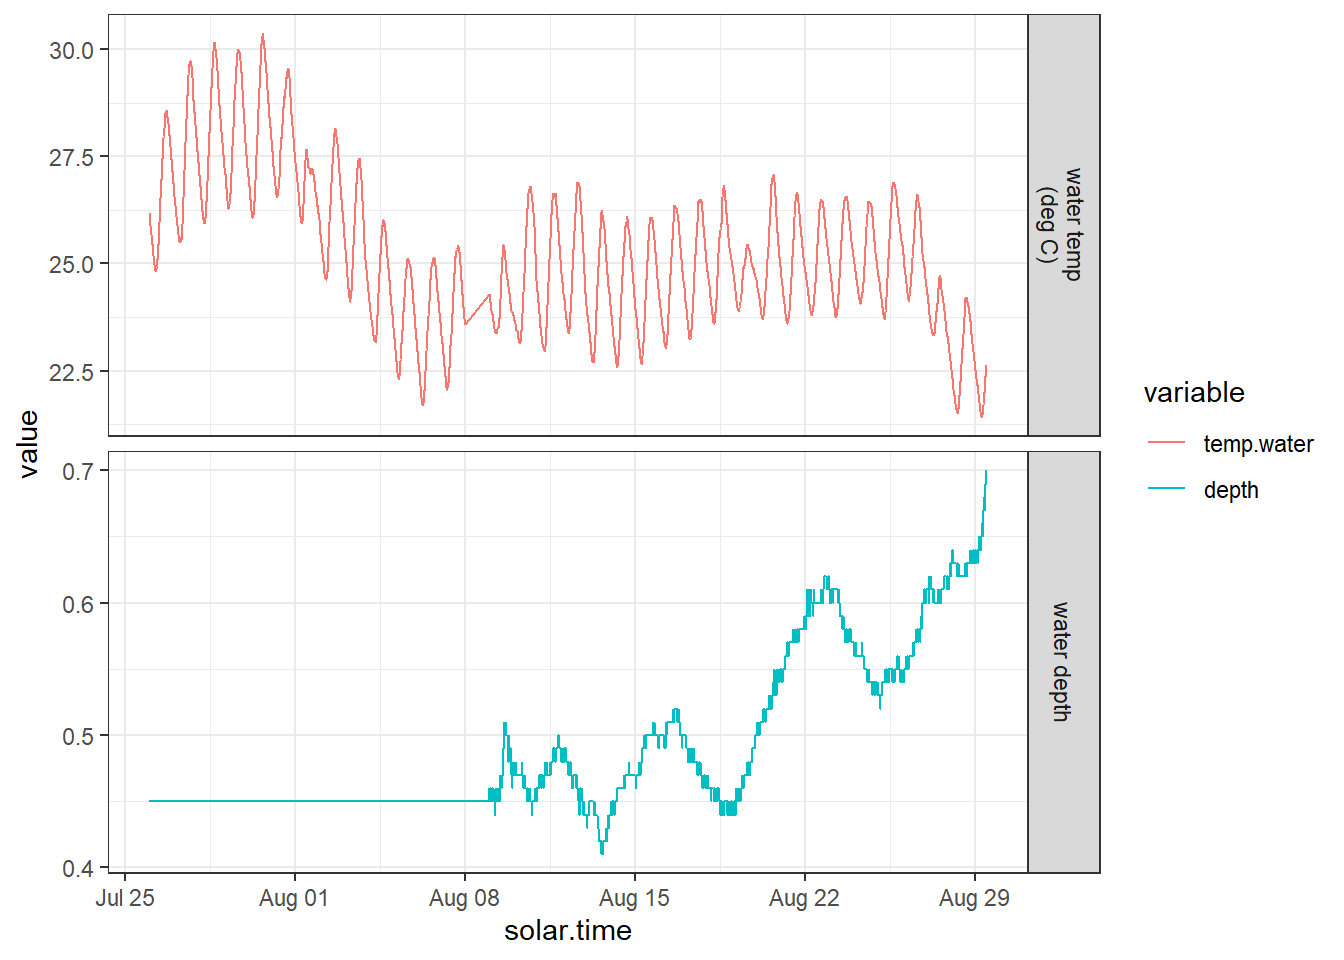 30.0
27.5
25.0
22.5
water temp
(deg C)
value
0.7
0.6
0.5
0.4
water depth
Jul 25
Aug 01
Aug 08
Aug 15
Aug 22
Aug 29
solar.time
variable
temp.water
depth